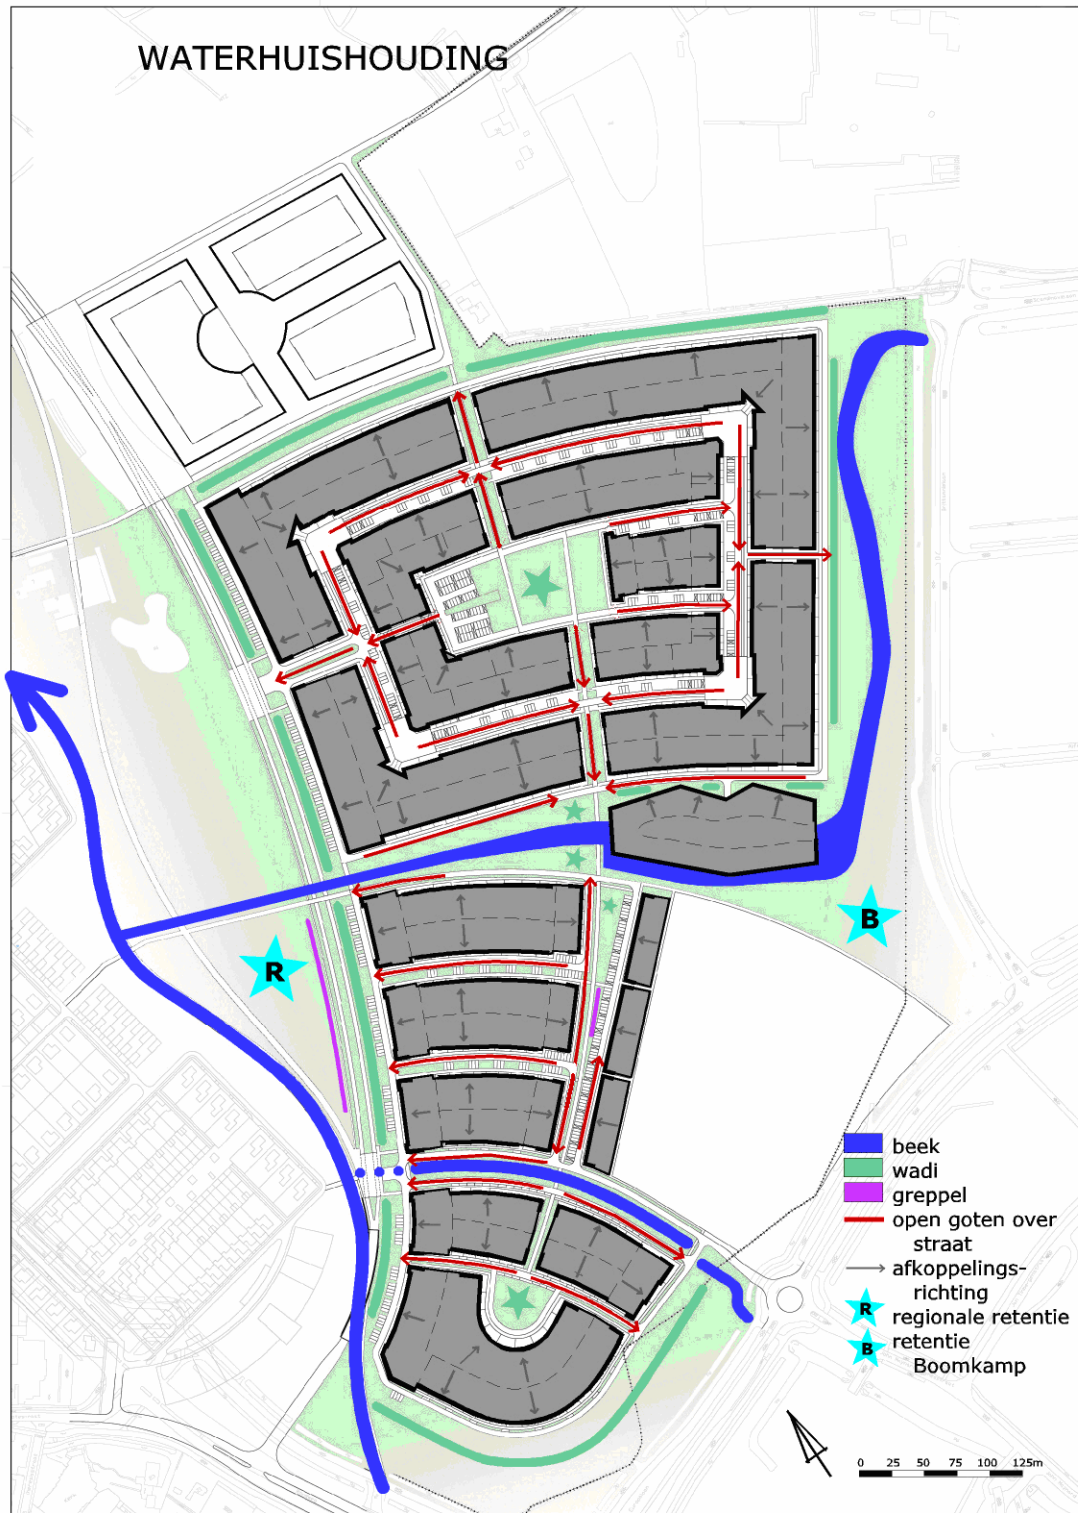 WATERHUISHOUDING
R
B
beek
wadi
greppel
open goten over
straat
afkoppelings-
richting
R regionale retentie
B retentie
Boomkamp
0 25 50 75 100 125m